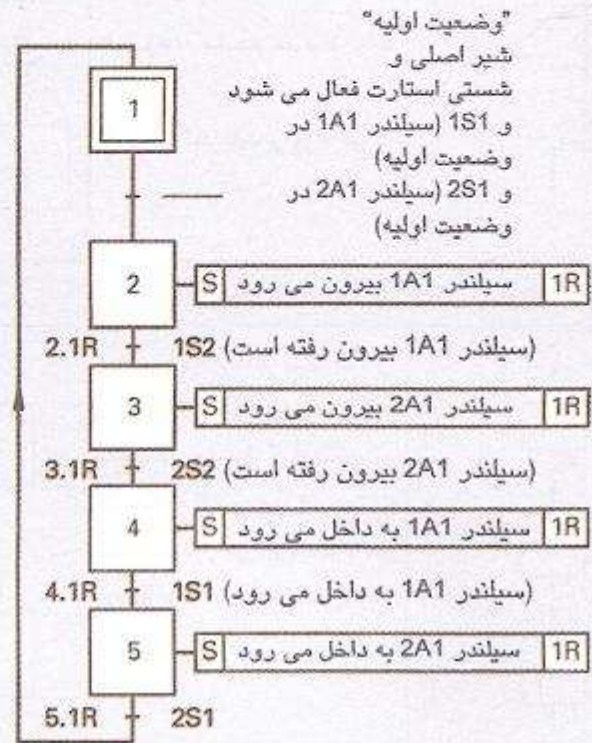 ”وضعیت اولیه“
شیر اصلی و
شستی استارت فعال می شود
و 1S1 (سیلندر 1A1 در
وضعیت اولیه)
و 2S1 (سیلندر 2A1 در
وضعیت اولیه)
1
2
S سیلندر 1A1 بیرون می رود 1R
2.1R 1S2 (سیلندر 1A1 بیرون رفته است)
3
S سیلندر 2A1 بیرون می رود 1R
3.1R 2S2 (سیلندر 2A1 بیرون رفته است)
4
S سیلندر 1A1 به داخل می رود 1R
4.1R 1S1 (سیلندر 1A1 به داخل می رود)
5
S سیلندر 2A1 به داخل می رود 1R
5.1R 2S1